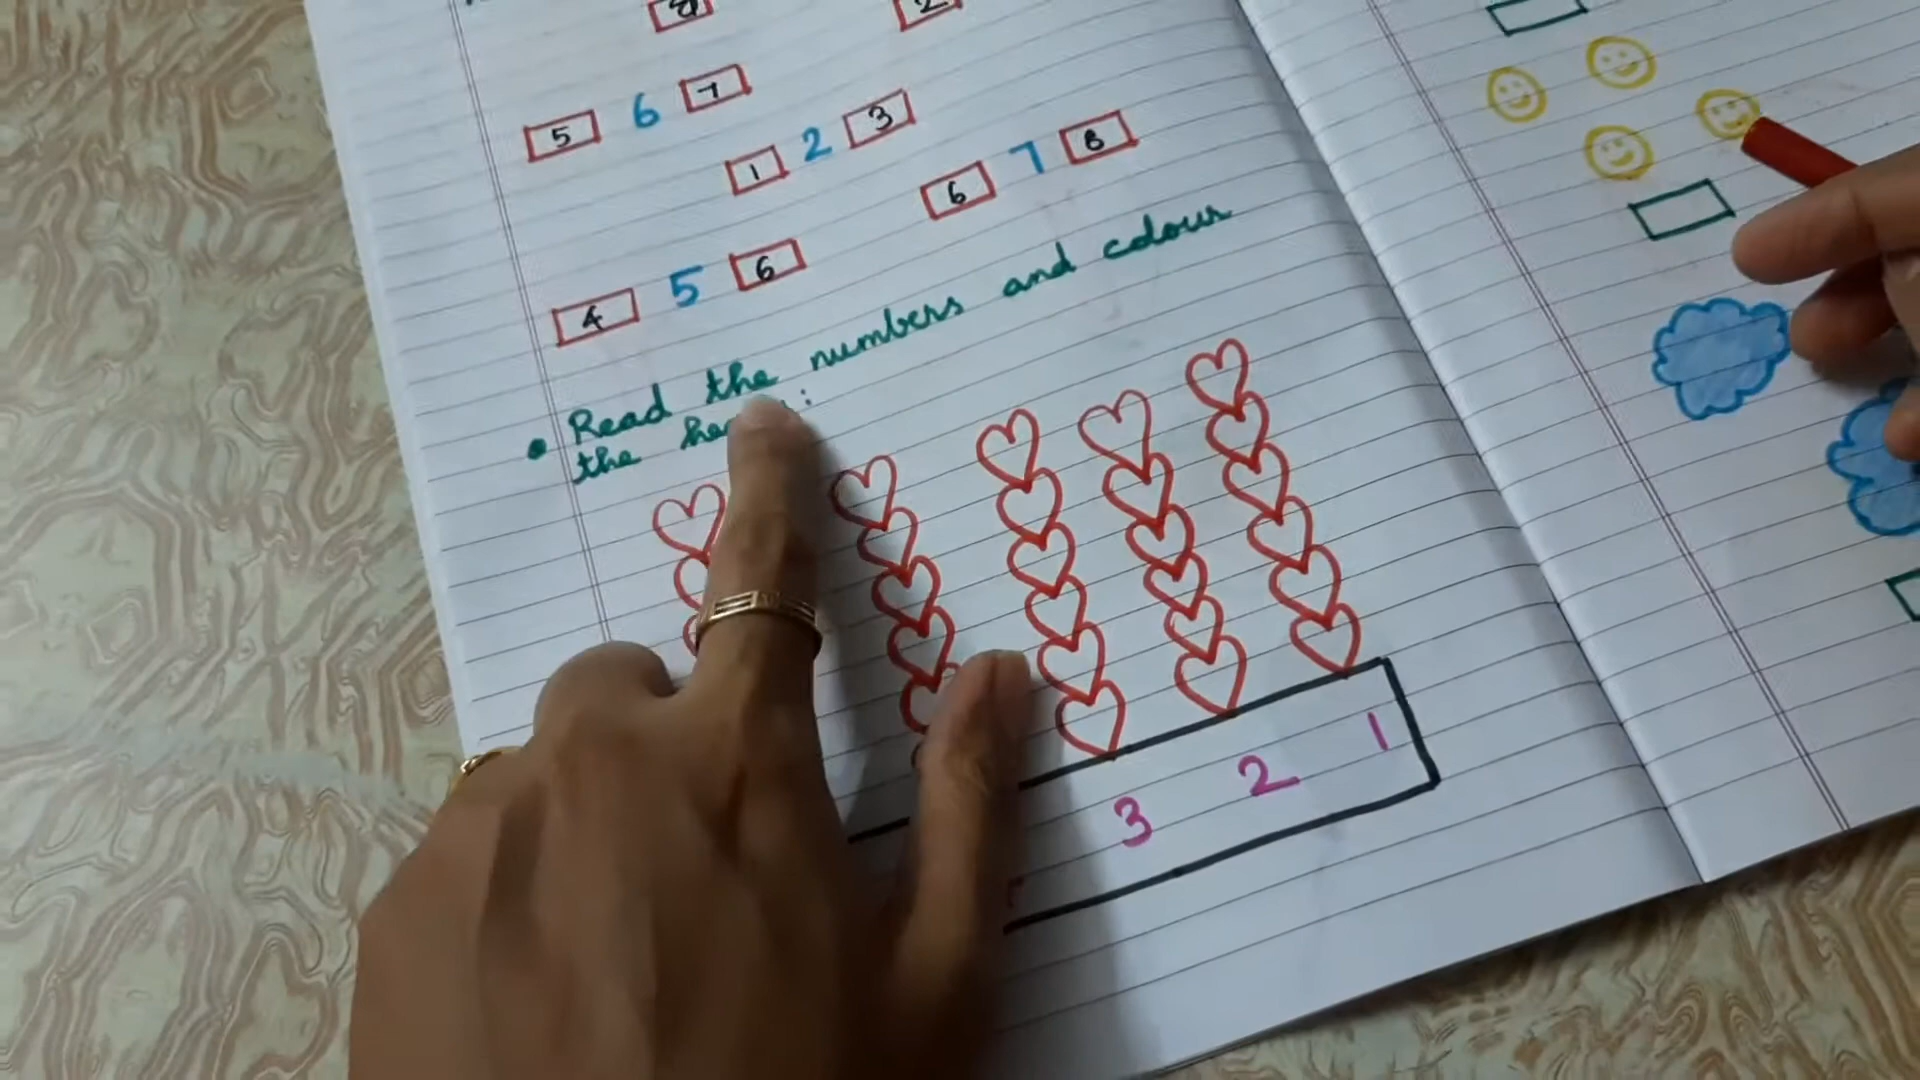 5 6 7
1 2 3
6 7 8
4 5 6
• Read the numbers and colour
the :
3 2 1